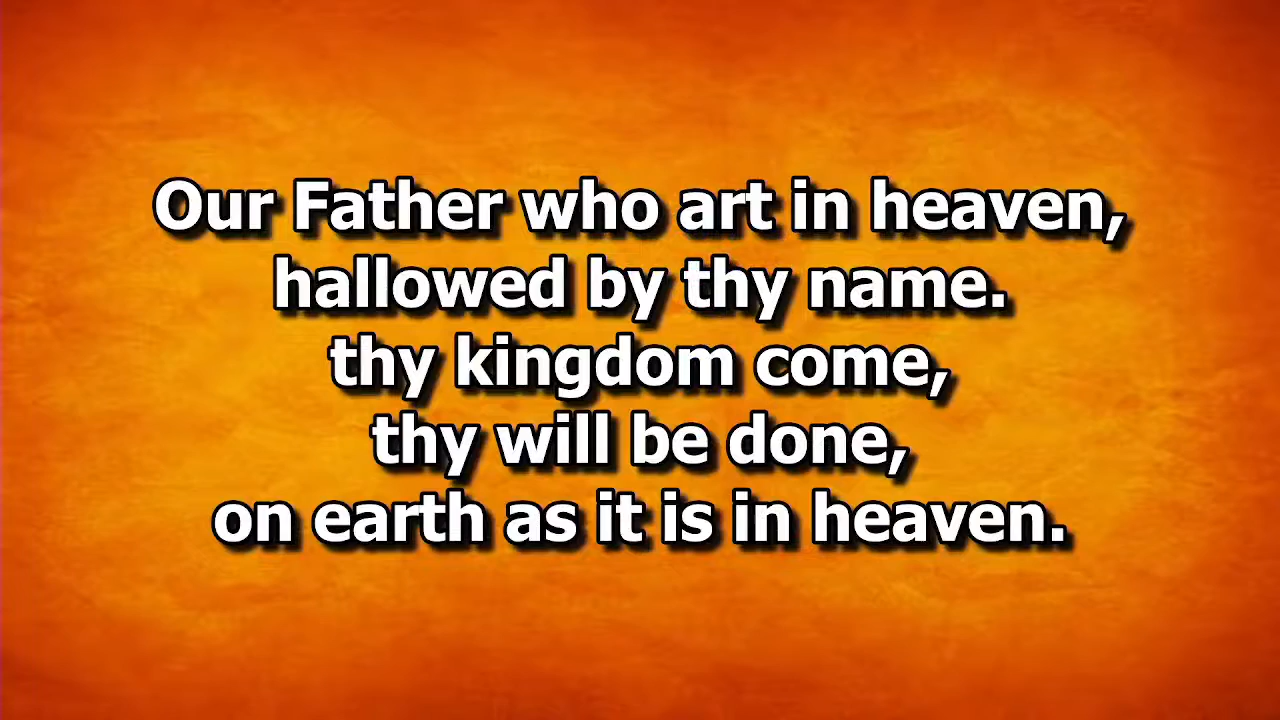 Our Father who art in heaven,
hallowed by thy name.
thy kingdom come,
thy will be done,
on earth as it is in heaven.